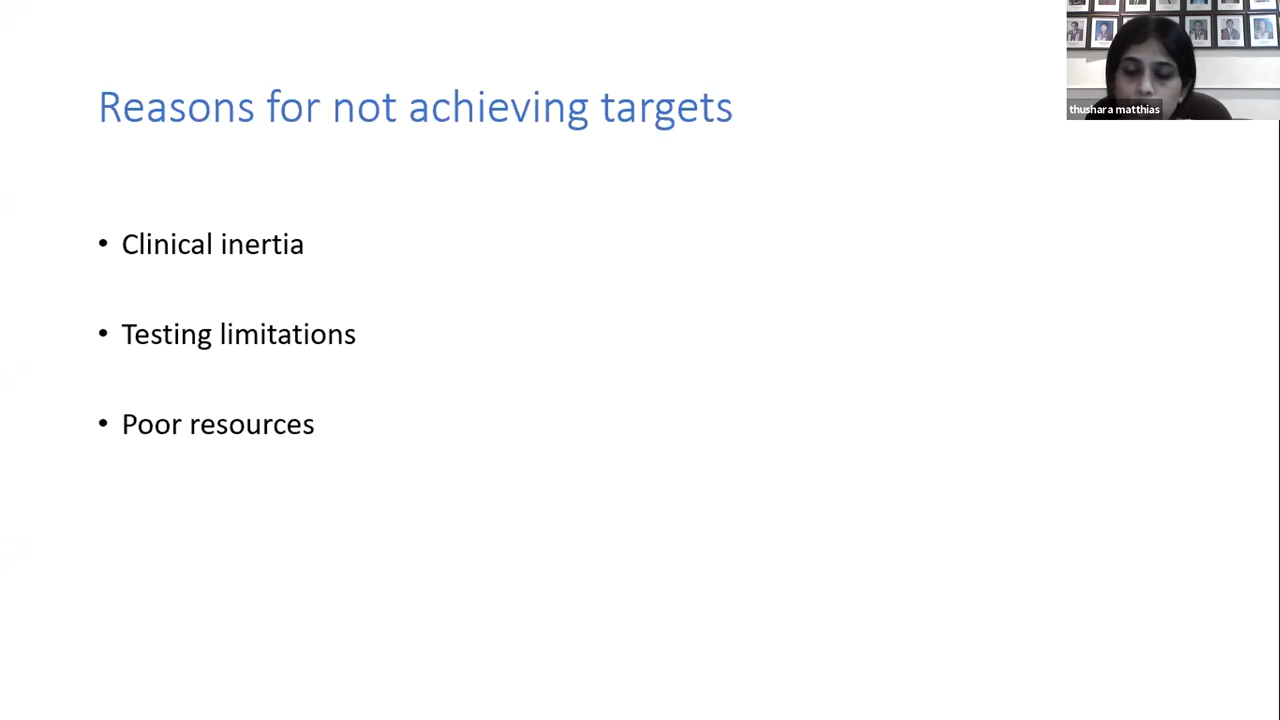 Reasons for not achieving targets
thushara matthias
• Clinical inertia
• Testing limitations
• Poor resources